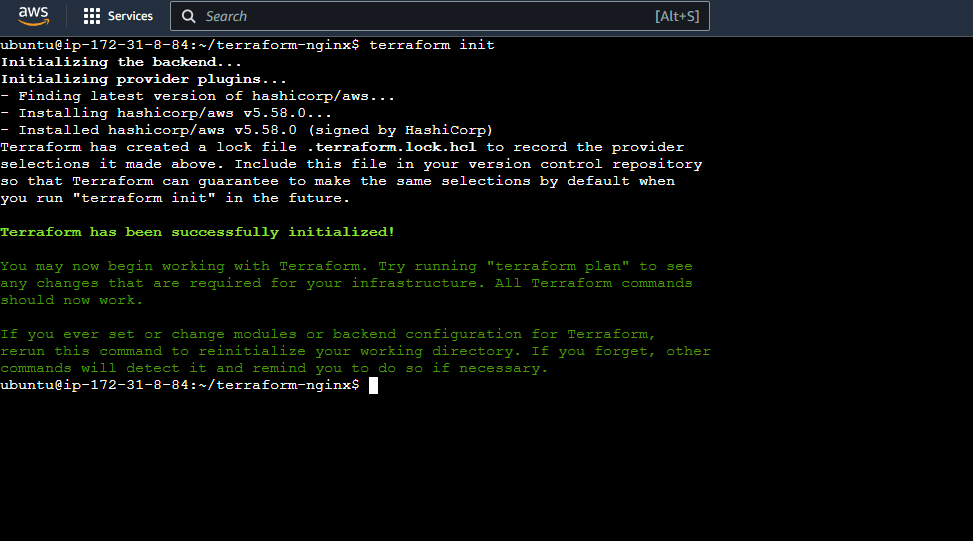 aws
Services
Search
[Alt+S]
ubuntu@ip-172-31-8-84:~/terraform-nginx$ terraform init
Initializing the backend...
Initializing provider plugins...
- Finding latest version of hashicorp/aws...
- Installing hashicorp/aws v5.58.0...
- Installed hashicorp/aws v5.58.0 (signed by HashiCorp)
Terraform has created a lock file .terraform.lock.hcl to record the provider
selections it made above. Include this file in your version control repository
so that Terraform can guarantee to make the same selections by default when
you run "terraform init" in the future.
Terraform has been successfully initialized!
You may now begin working with Terraform. Try running "terraform plan" to see
any changes that are required for your infrastructure. All Terraform commands
should now work.
If you ever set or change modules or backend configuration for Terraform,
rerun this command to reinitialize your working directory. If you forget, other
commands will detect it and remind you to do so if necessary.
ubuntu@ip-172-31-8-84:~/terraform-nginx$